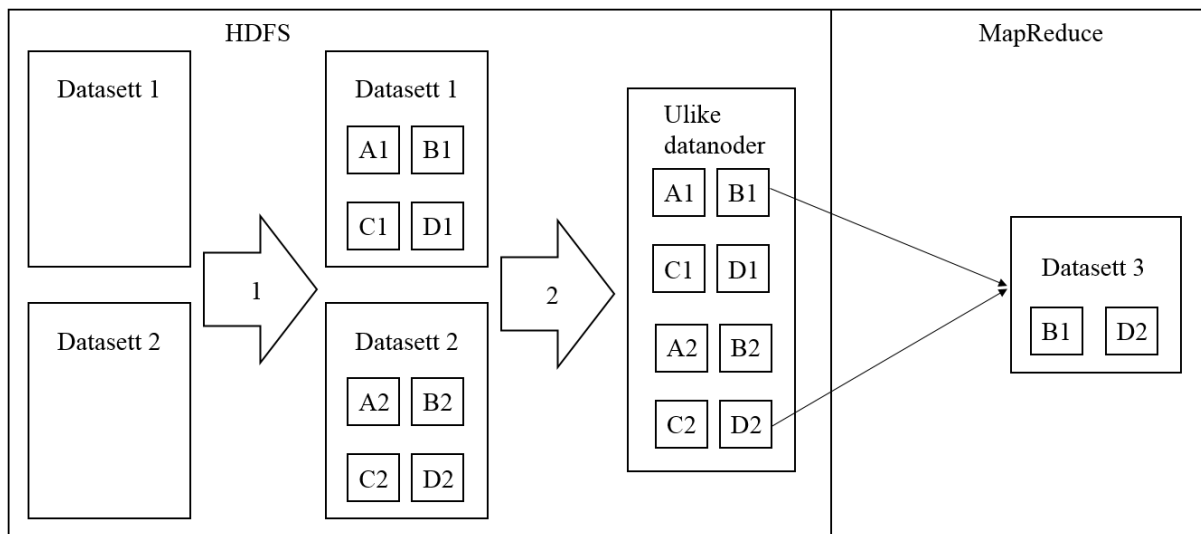 HDFS
MapReduce
Datasett 1
Datasett 2
1
Datasett 1
A1 B1
C1 D1
Datasett 2
A2 B2
C2 D2
2
Ulike
datanoder
A1 B1
C1 D1
A2 B2
C2 D2
Datasett 3
B1 D2